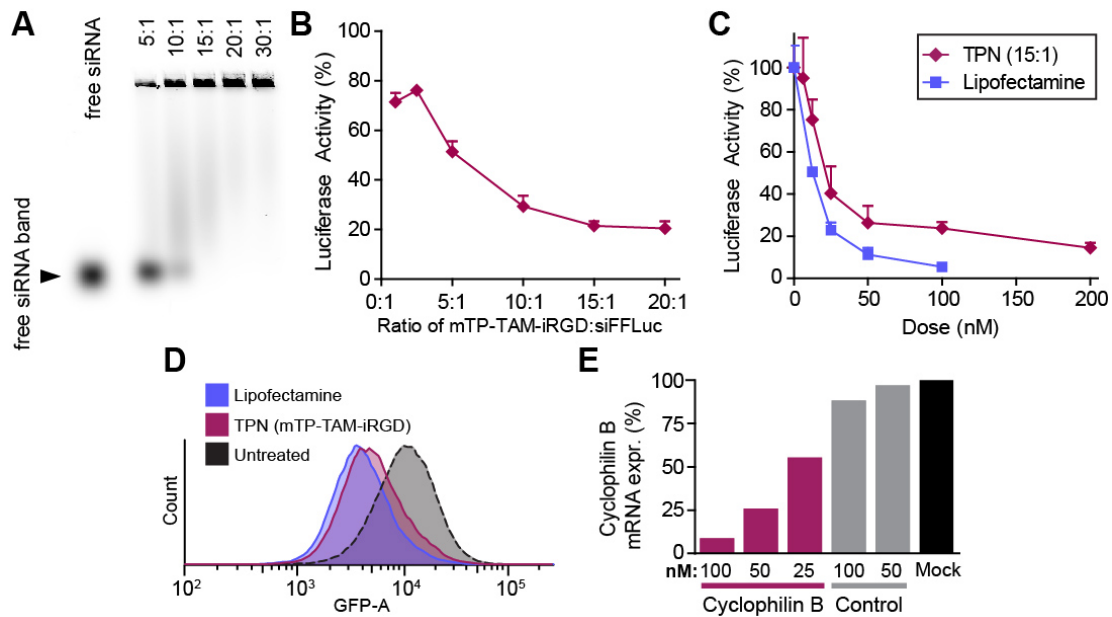 A
free siRNA
5:1
10:1
15:1
20:1
30:1
free siRNA band
B
Luciferase Activity (%)
100
80
60
40
20
0
0:1 5:1 10:1 15:1 20:1
Ratio of mTP-TAM-iRGD:siFFLuc
C
Luciferase Activity (%)
100
80
60
40
20
0
0 50 100 150 200
Dose (nM)
TPN (15:1)
Lipofectamine
D
Lipofectamine
TPN (mTP-TAM-iRGD)
Untreated
Count
10² 10³ 10⁴ 10⁵
GFP-A
E
Cyclophilin B
mRNA expr. (%)
100
75
50
25
0
nM: 100 50 25 100 50 Mock
Cyclophilin B Control